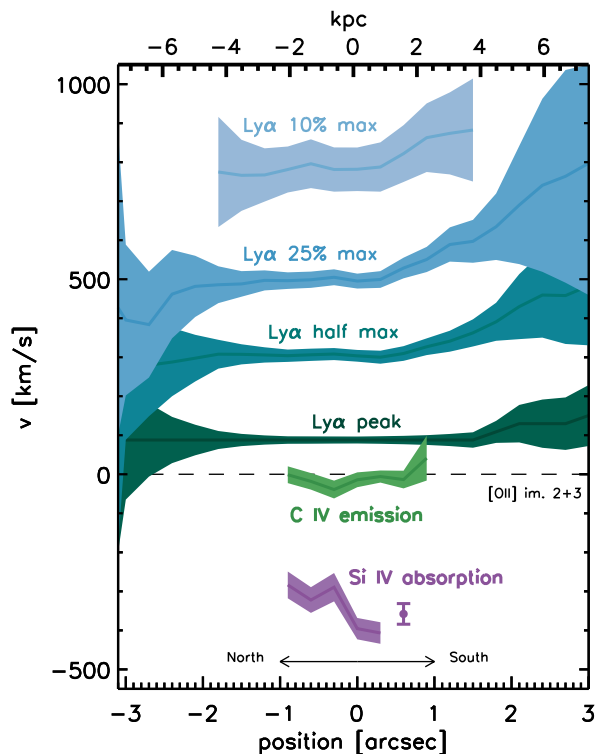 kpc
−6 −4 −2 0 2 4 6
1000
Lyα 10% max
Lyα 25% max
500
Lyα half max
Lyα peak
0
[OII] im. 2+3
C IV emission
Si IV absorption
North South
−500
v [km/s]
−3 −2 −1 0 1 2 3
position [arcsec]